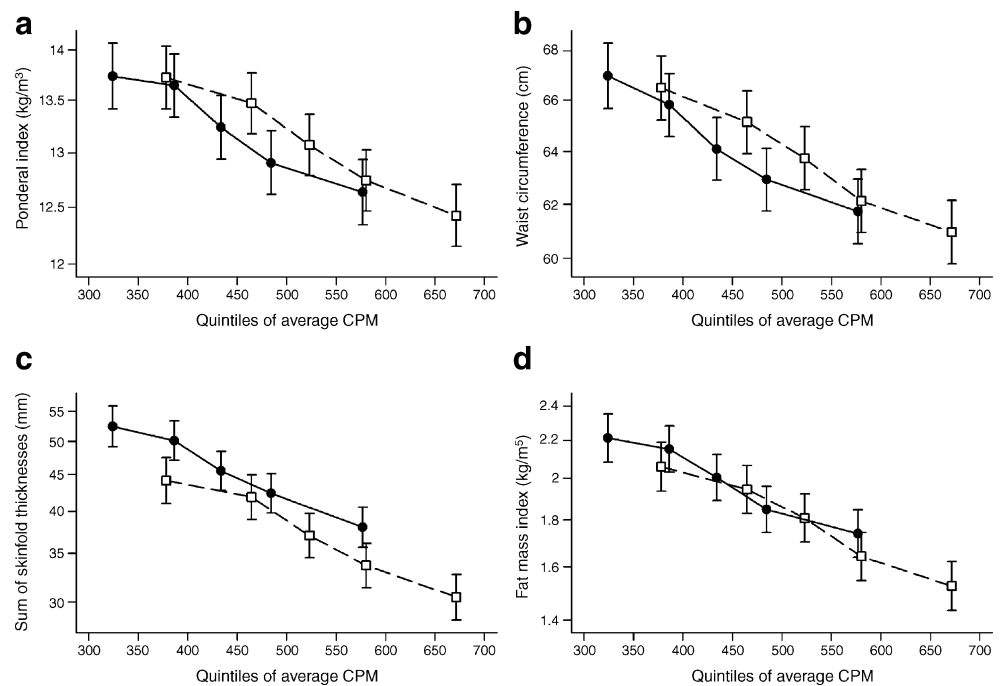 a
Ponderal index (kg/m³)
14
13.5
13
12.5
12
300 350 400 450 500 550 600 650 700
Quintiles of average CPM
b
Waist circumference (cm)
68
66
64
62
60
300 350 400 450 500 550 600 650 700
Quintiles of average CPM
c
Sum of skinfold thicknesses (mm)
55
50
45
40
35
30
300 350 400 450 500 550 600 650 700
Quintiles of average CPM
d
Fat mass index (kg/m⁵)
2.4
2.2
2
1.8
1.6
1.4
300 350 400 450 500 550 600 650 700
Quintiles of average CPM